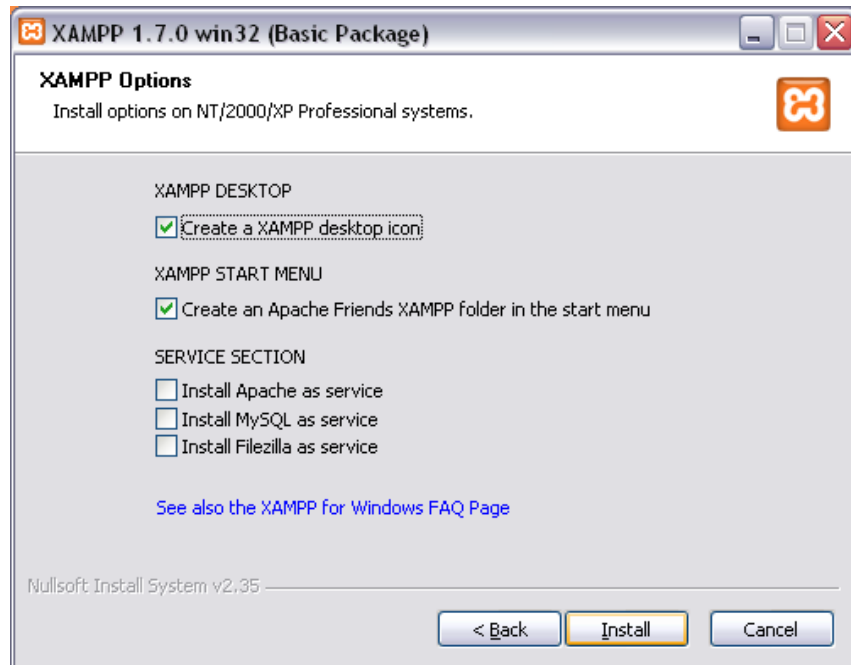 XAMPP 1.7.0 win32 (Basic Package)
XAMPP Options
Install options on NT/2000/XP Professional systems.
XAMPP DESKTOP
Create a XAMPP desktop icon
XAMPP START MENU
Create an Apache Friends XAMPP folder in the start menu
SERVICE SECTION
Install Apache as service
Install MySQL as service
Install Filezilla as service
See also the XAMPP for Windows FAQ Page
Nullsoft Install System v2.35
< Back Install Cancel